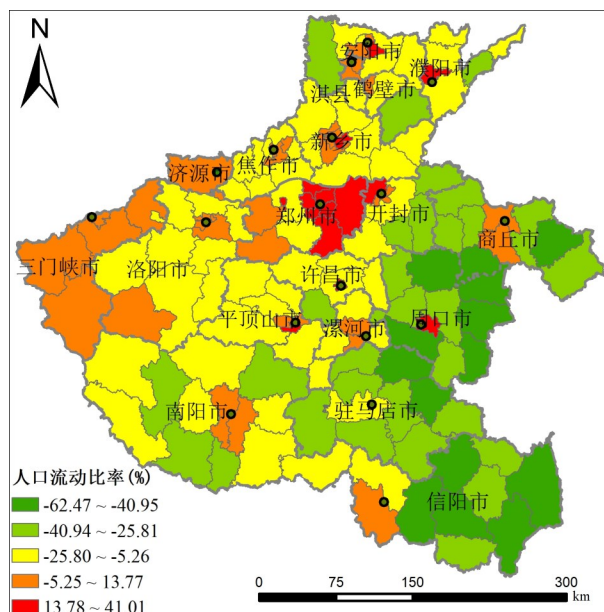 N
安阳市
濮阳市
淇县
鹤壁市
新乡市
焦作市
济源市
郑州市
开封市
商丘市
三门峡市
洛阳市
许昌市
平顶山市
漯河市
周口市
南阳市
驻马店市
信阳市
人口流动比率(%)
-62.47 ~ -40.95
-40.94 ~ -25.81
-25.80 ~ -5.26
-5.25 ~ 13.77
13.78 ~ 41.01
0 75 150 300
km